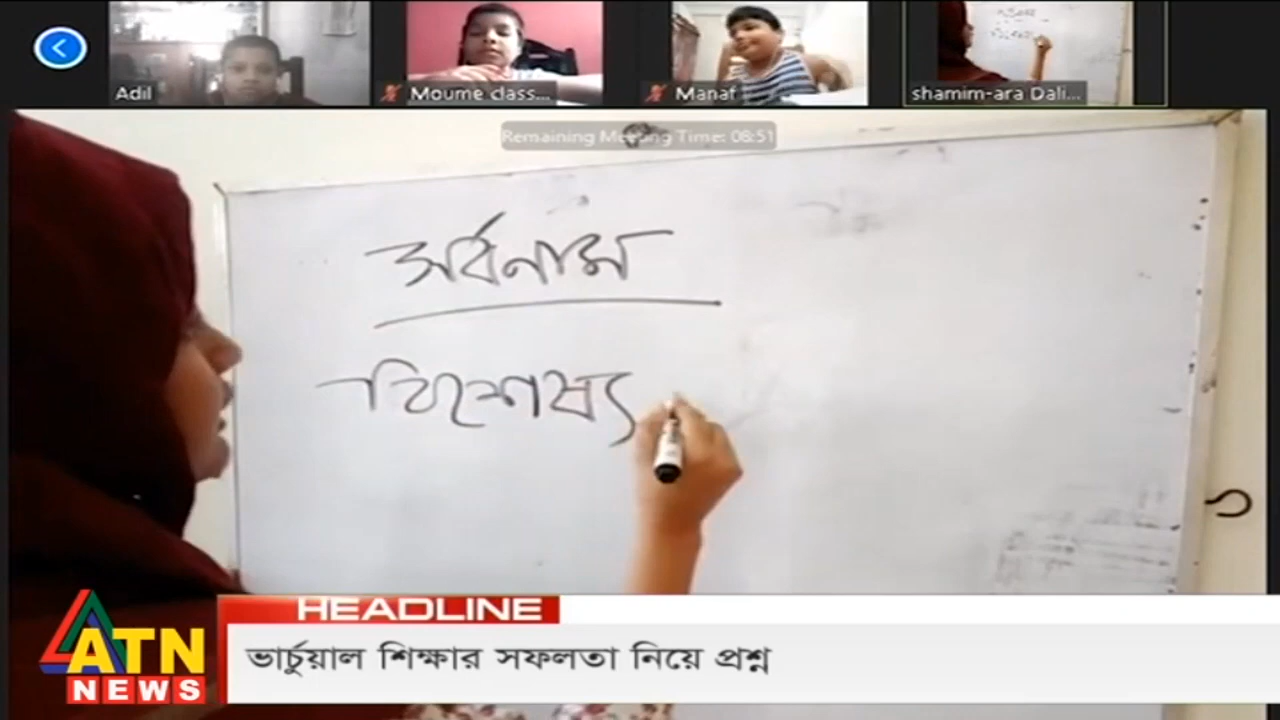 Adil
Moume class...
Manaf
shamim-ara Dali...
Remaining Meeting Time: 08:51
সর্বনাম
বিশেষ্য
HEADLINE
ATN
NEWS
ভার্চুয়াল শিক্ষার সফলতা নিয়ে প্রশ্ন